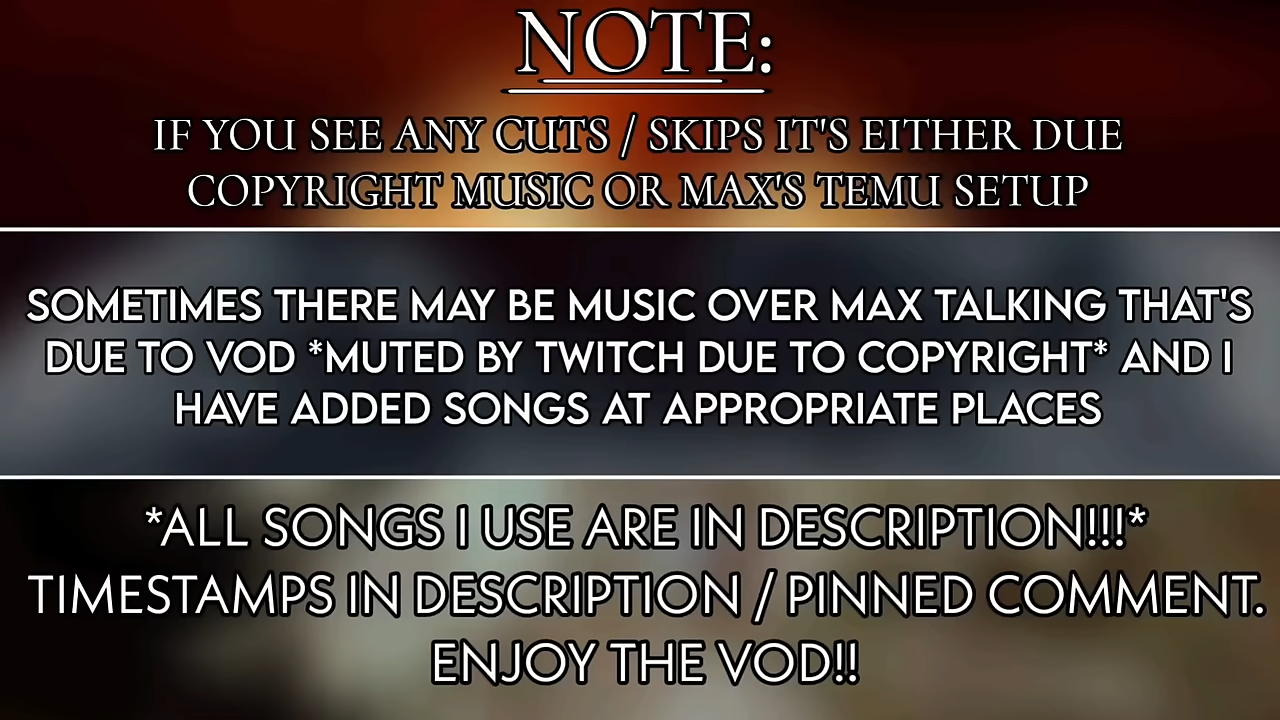 NOTE:
IF YOU SEE ANY CUTS / SKIPS IT'S EITHER DUE
COPYRIGHT MUSIC OR MAX'S TEMU SETUP
SOMETIMES THERE MAY BE MUSIC OVER MAX TALKING THAT'S
DUE TO VOD *MUTED BY TWITCH DUE TO COPYRIGHT* AND I
HAVE ADDED SONGS AT APPROPRIATE PLACES
*ALL SONGS I USE ARE IN DESCRIPTION!!!*
TIMESTAMPS IN DESCRIPTION / PINNED COMMENT.
ENJOY THE VOD!!